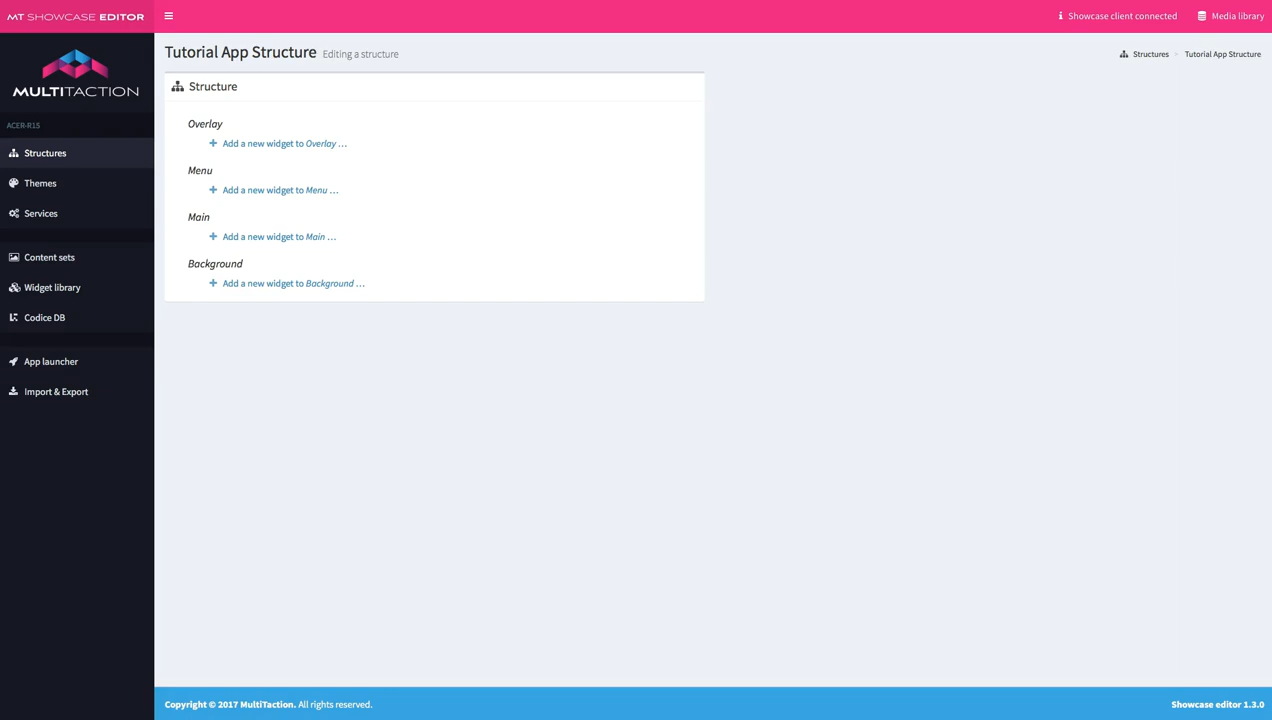 MT SHOWCASE EDITOR
Showcase client connected
Media library
MULTITACTION
ACER-R15
Structures
Themes
Services
Content sets
Widget library
Codice DB
App launcher
Import & Export
Tutorial App Structure Editing a structure
Structures > Tutorial App Structure
Structure
Overlay
+ Add a new widget to Overlay ...
Menu
+ Add a new widget to Menu ...
Main
+ Add a new widget to Main ...
Background
+ Add a new widget to Background ...
Copyright © 2017 MultiTaction. All rights reserved.
Showcase editor 1.3.0